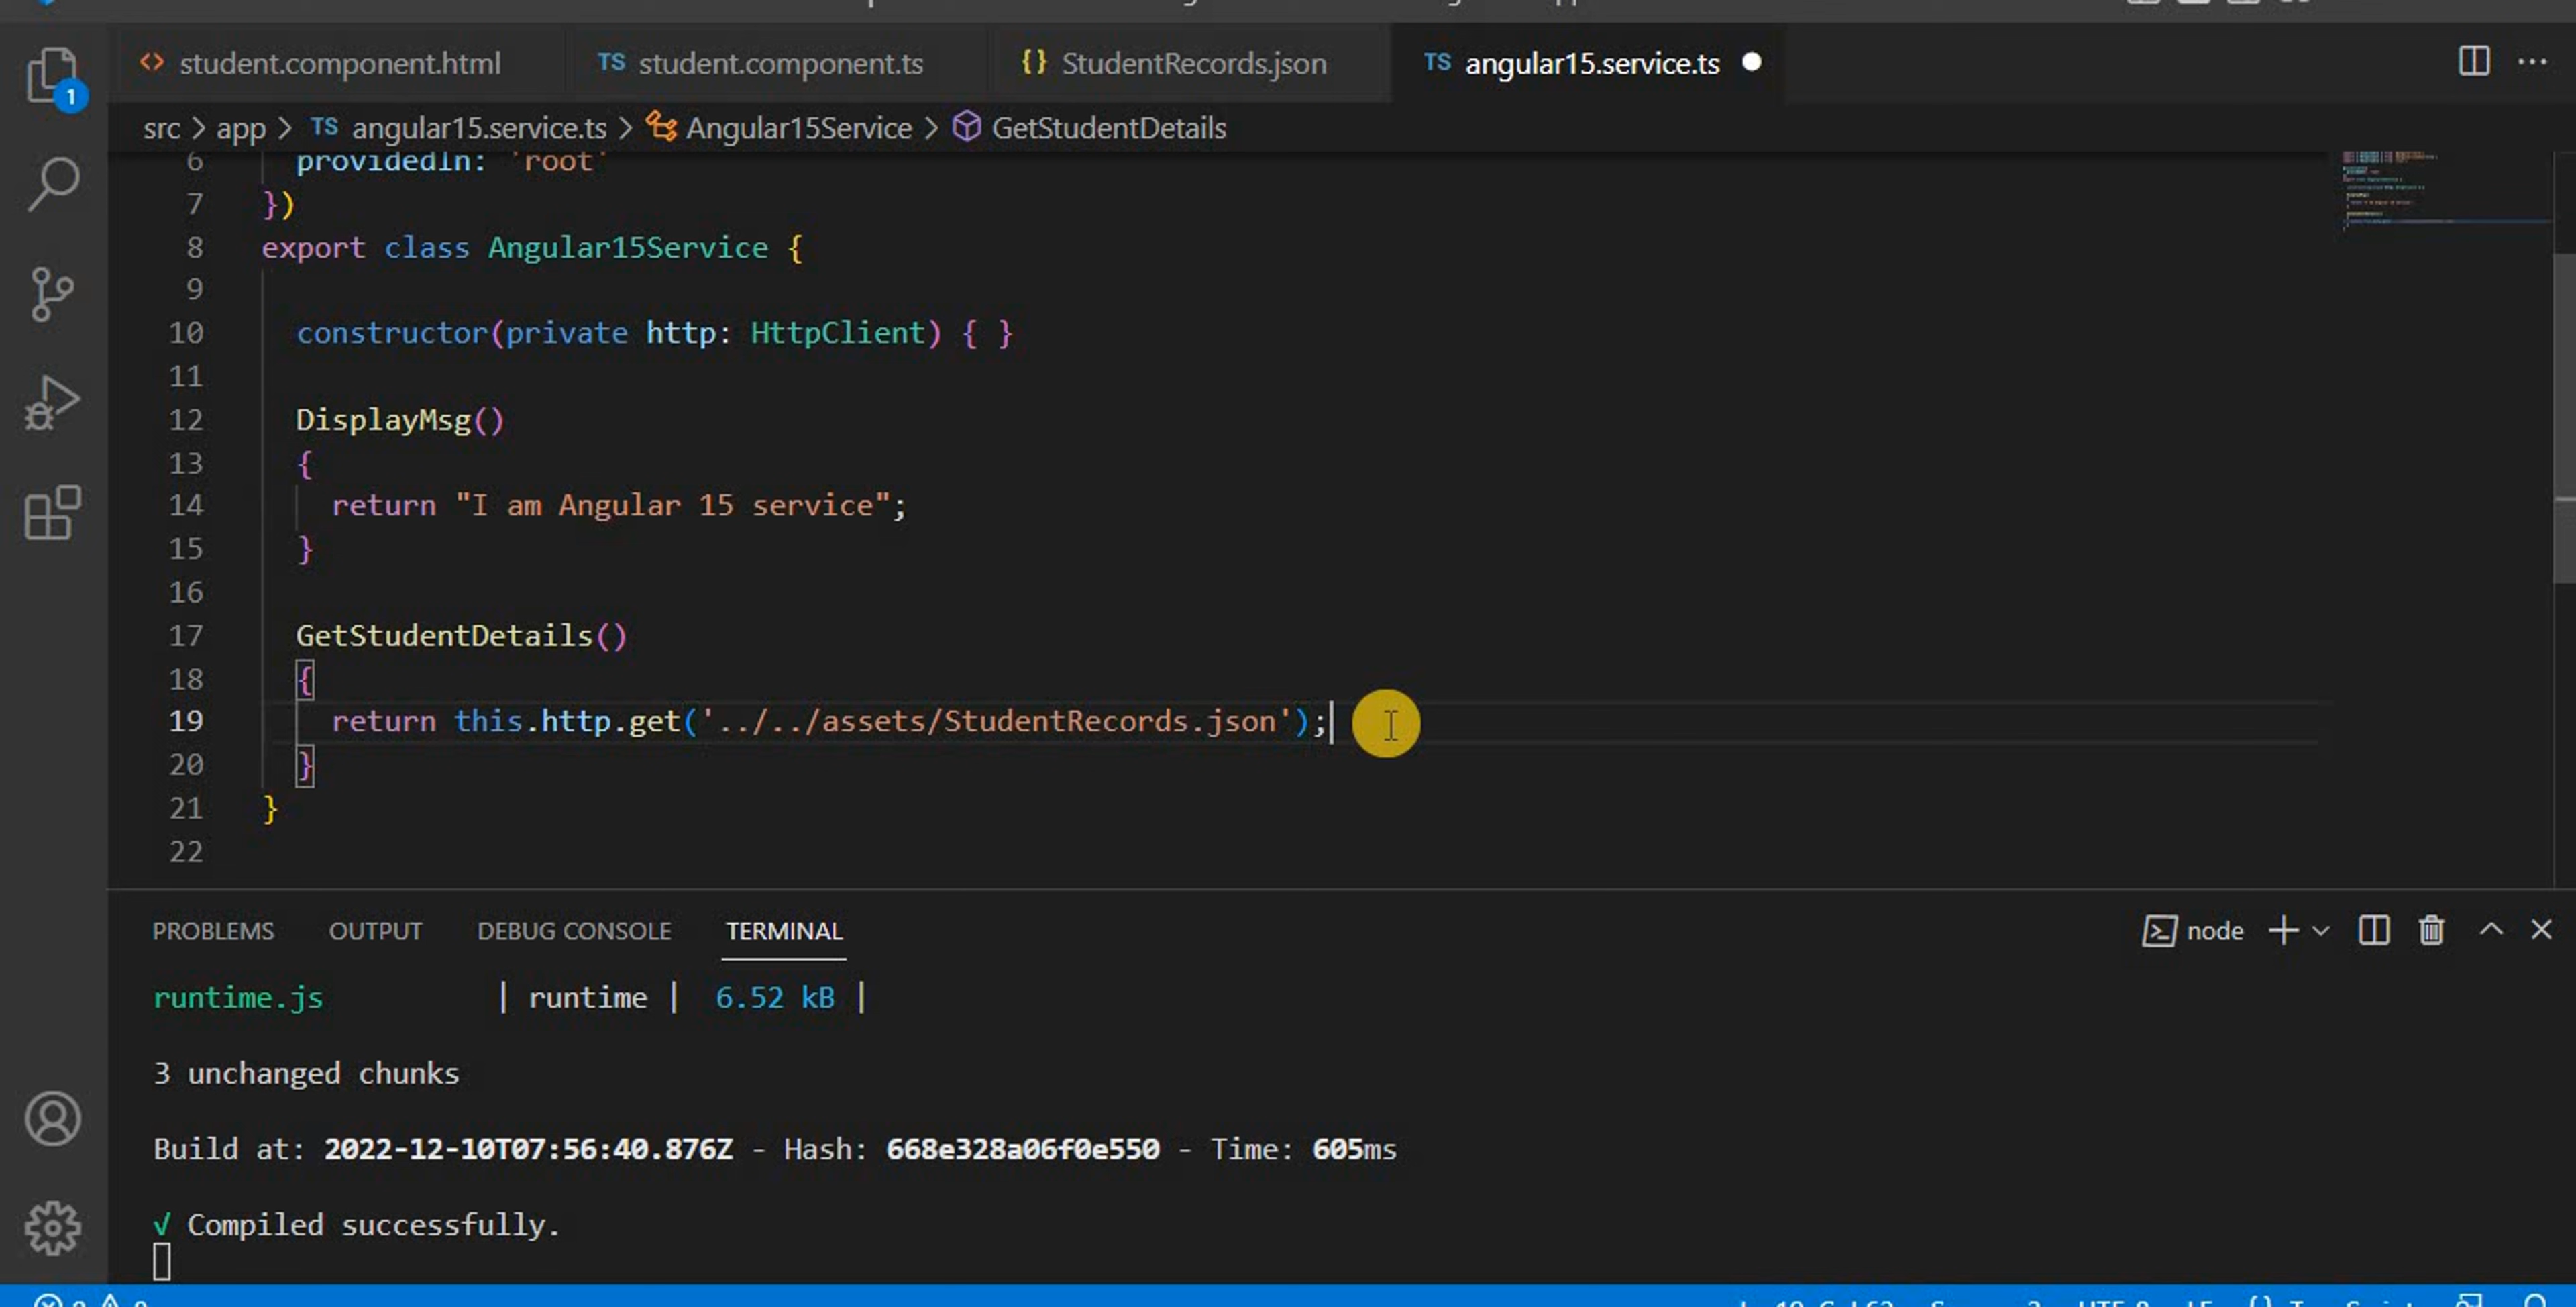 student.component.html TS student.component.ts {} StudentRecords.json TS angular15.service.ts
1
src > app > TS angular15.service.ts > Angular15Service > GetStudentDetails
6 providedIn: 'root'
7 })
8 export class Angular15Service {
9
10 constructor(private http: HttpClient) { }
11
12 DisplayMsg()
13 {
14 return "I am Angular 15 service";
15 }
16
17 GetStudentDetails()
18 {
19 return this.http.get('../../assets/StudentRecords.json');
20 }
21 }
22
PROBLEMS OUTPUT DEBUG CONSOLE TERMINAL node
runtime.js | runtime | 6.52 kB |
3 unchanged chunks
Build at: 2022-12-10T07:56:40.876Z - Hash: 668e328a06f0e550 - Time: 605ms
√ Compiled successfully.